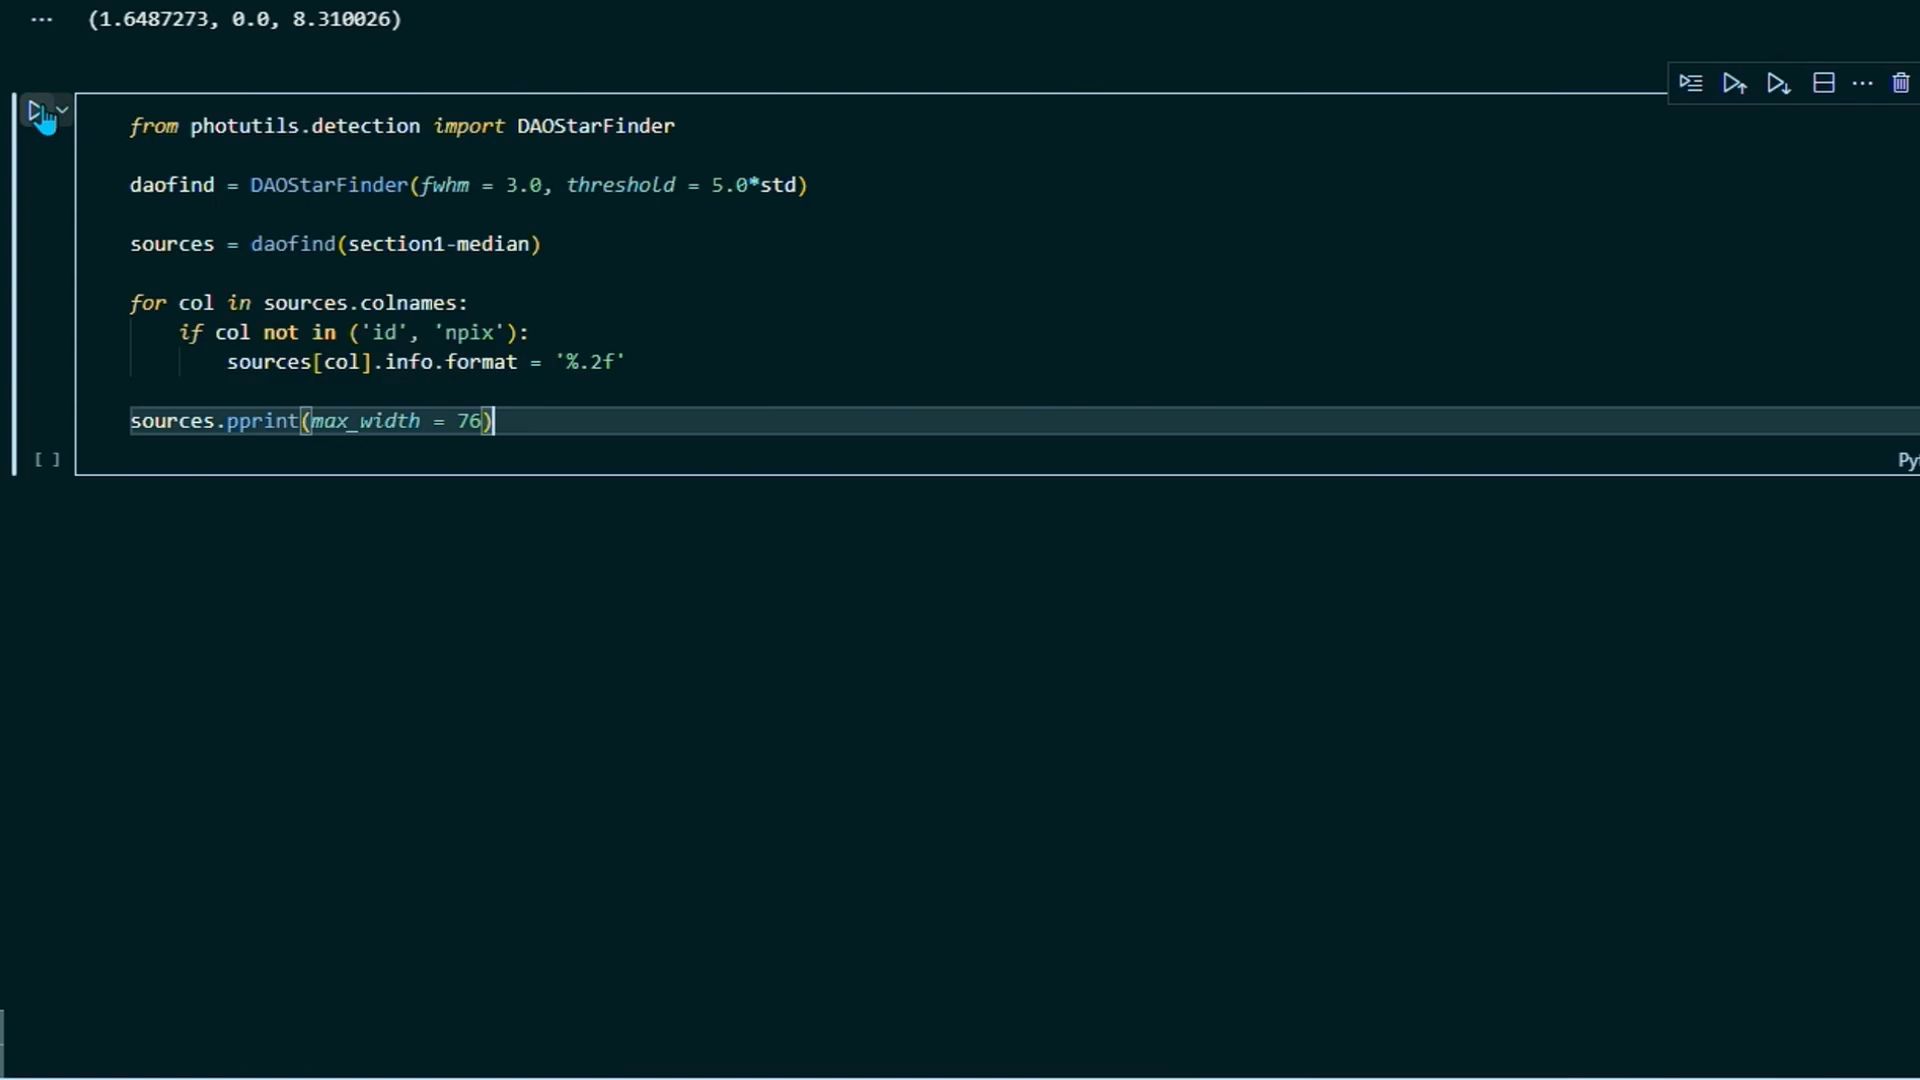 (1.6487273, 0.0, 8.310026)
from photutils.detection import DAOStarFinder
daofind = DAOStarFinder(fwhm = 3.0, threshold = 5.0*std)
sources = daofind(section1-median)
for col in sources.colnames:
if col not in ('id', 'npix'):
sources[col].info.format = '%.2f'
sources.pprint(max_width = 76)
[ ]